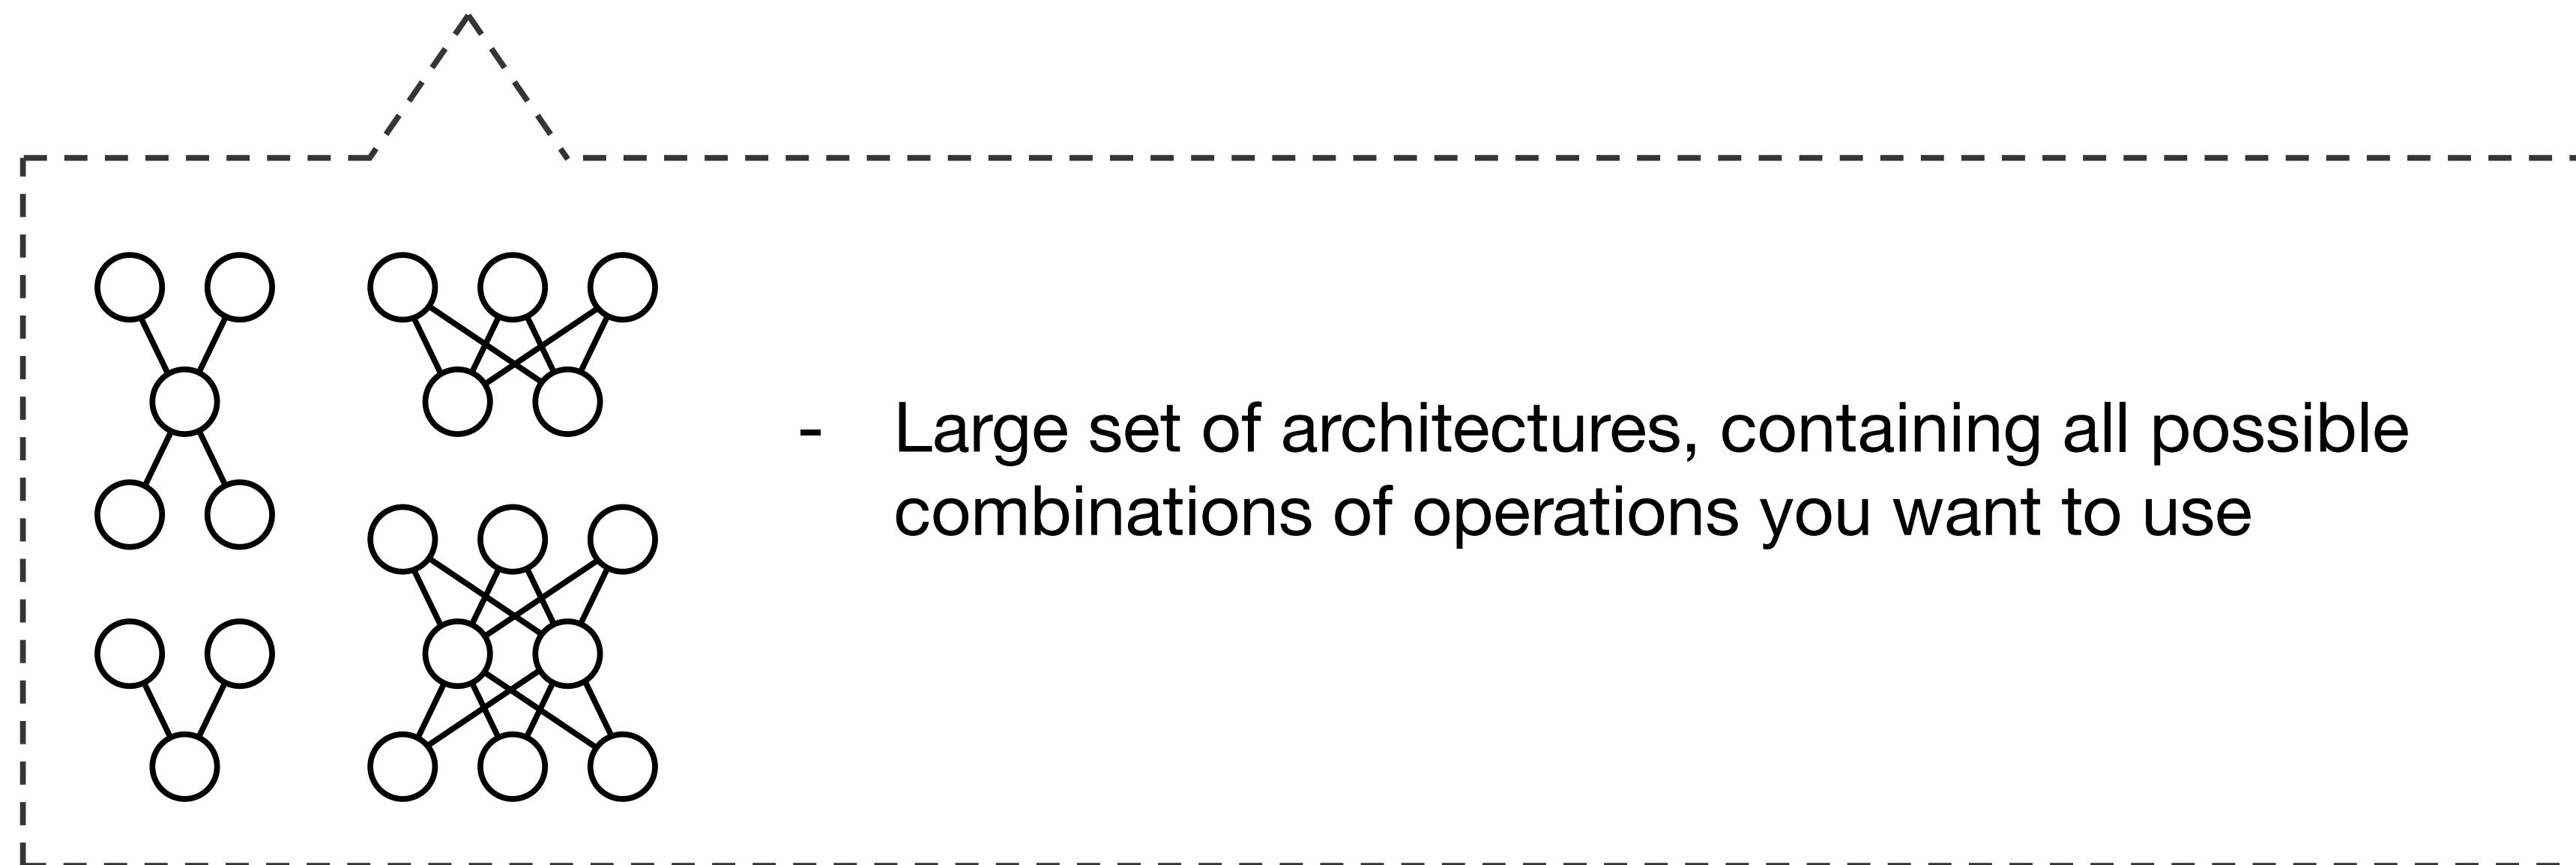 - Large set of architectures, containing all possible
combinations of operations you want to use